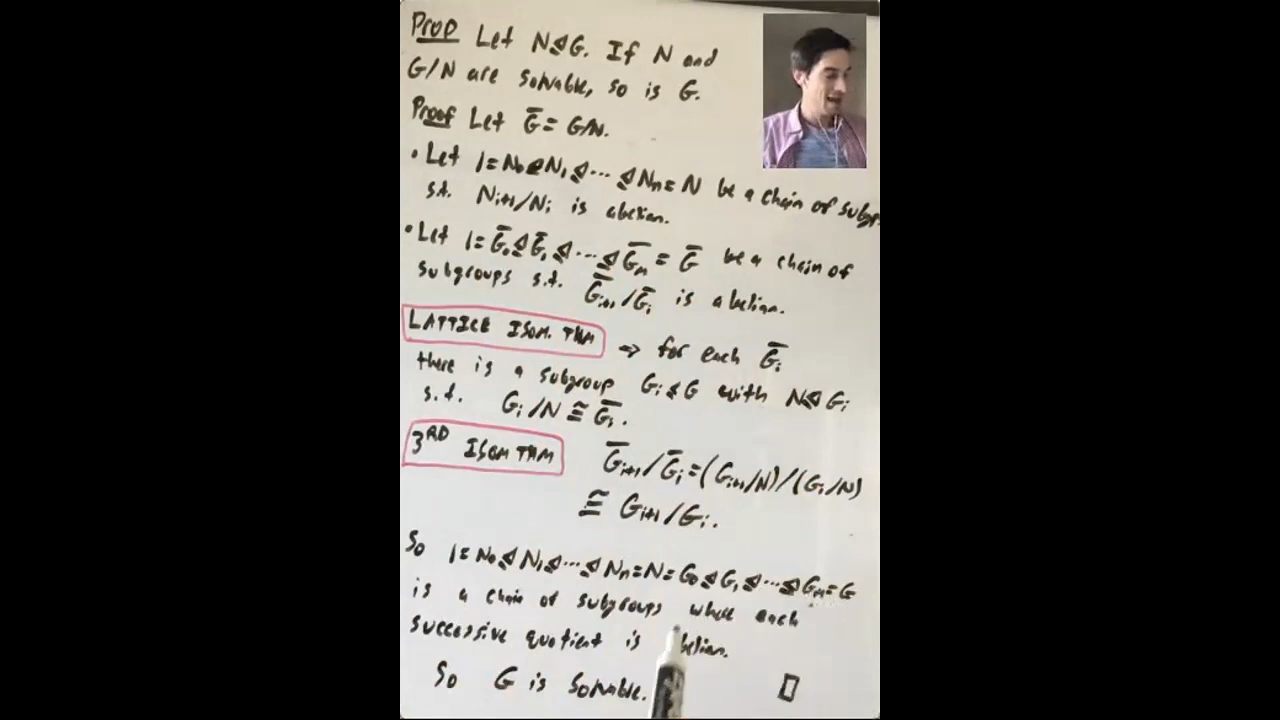 Prop Let N⊴G. If N and
G/N are solvable, so is G.
Proof Let Ḡ = G/N.
• Let 1=N₀⊴N₁⊴···⊴Nₙ=N be a chain of subgps
s.t. Nᵢ₊₁/Nᵢ is abelian.
• Let 1=Ḡ₀⊴Ḡ₁⊴···⊴Ḡₘ=Ḡ be a chain of
subgroups s.t. Ḡᵢ₊₁/Ḡᵢ is abelian.
LATTICE ISOM. THM ⇒ for each Ḡᵢ
there is a subgroup Gᵢ≤G with N⊴Gᵢ
s.t. Gᵢ/N ≅ Ḡᵢ.
3RD ISOM THM Ḡᵢ₊₁/Ḡᵢ=(Gᵢ₊₁/N)/(Gᵢ/N)
≅ Gᵢ₊₁/Gᵢ.
So 1=N₀⊴N₁⊴···⊴Nₙ=N=G₀⊴G₁⊴···⊴Gₘ=G
is a chain of subgroups where each
successive quotient is abelian.
So G is solvable. □